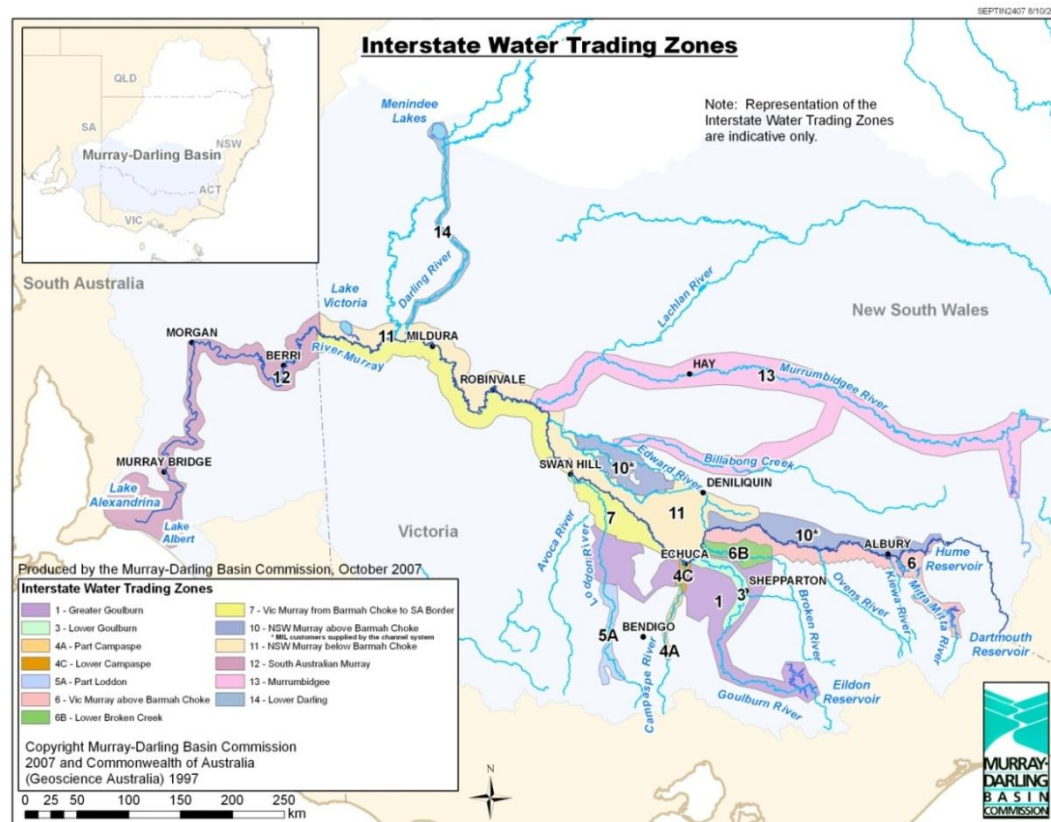 SEPTIN2407 8/10/2
Interstate Water Trading Zones
Note: Representation of the
Interstate Water Trading Zones
are indicative only.
QLD
SA
NSW
Murray-Darling Basin
ACT
VIC
Menindee
Lakes
14
Darling River
Lachlan River
South Australia
New South Wales
Lake
Victoria
MORGAN
11
MILDURA
BERRI
River Murray
12
HAY
13
ROBINVALE
Murrumbidgee River
MURRAY BRIDGE
SWAN HILL
10*
Edward River
Billabong Creek
DENILIQUIN
Lake
Alexandrina
Lake
Albert
Victoria
7
11
10*
ALBURY
Hume
Reservoir
Avoca River
Loddon River
ECHUCA
6B
6
4C
SHEPPARTON
1
3
Broken River
Ovens River
Kiewa River
Mitta Mitta River
BENDIGO
5A
4A
Campaspe River
Goulburn River
Eildon
Reservoir
Dartmouth
Reservoir
Produced by the Murray-Darling Basin Commission, October 2007
Interstate Water Trading Zones
1 - Greater Goulburn
3 - Lower Goulburn
4A - Part Campaspe
4C - Lower Campaspe
5A - Part Loddon
6 - Vic Murray above Barmah Choke
6B - Lower Broken Creek
7 - Vic Murray from Barmah Choke to SA Border
10 - NSW Murray above Barmah Choke
* MIL customers supplied by the channel system
11 - NSW Murray below Barmah Choke
12 - South Australian Murray
13 - Murrumbidgee
14 - Lower Darling
Copyright Murray-Darling Basin Commission
2007 and Commonwealth of Australia
(Geoscience Australia) 1997
0 25 50 100 150 200 250
km
N
MURRAY-
DARLING
BASIN
COMMISSION